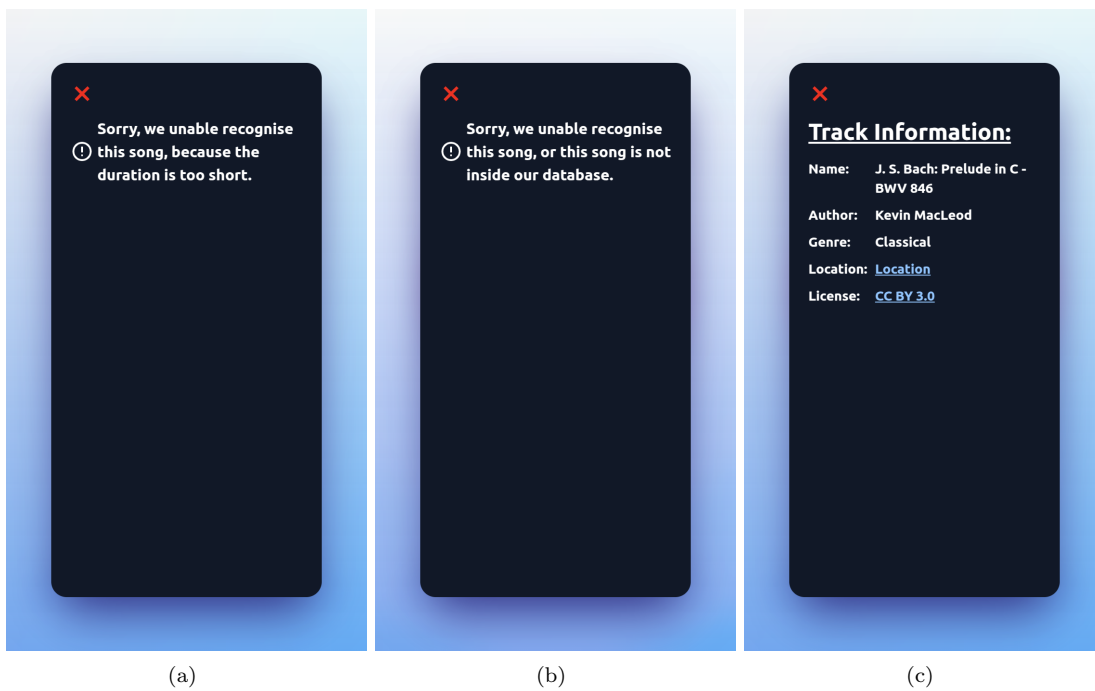 Sorry, we unable recognise
this song, because the
duration is too short.
(a)
Sorry, we unable recognise
this song, or this song is not
inside our database.
(b)
Track Information:
Name: J. S. Bach: Prelude in C -
BWV 846
Author: Kevin MacLeod
Genre: Classical
Location: Location
License: CC BY 3.0
(c)